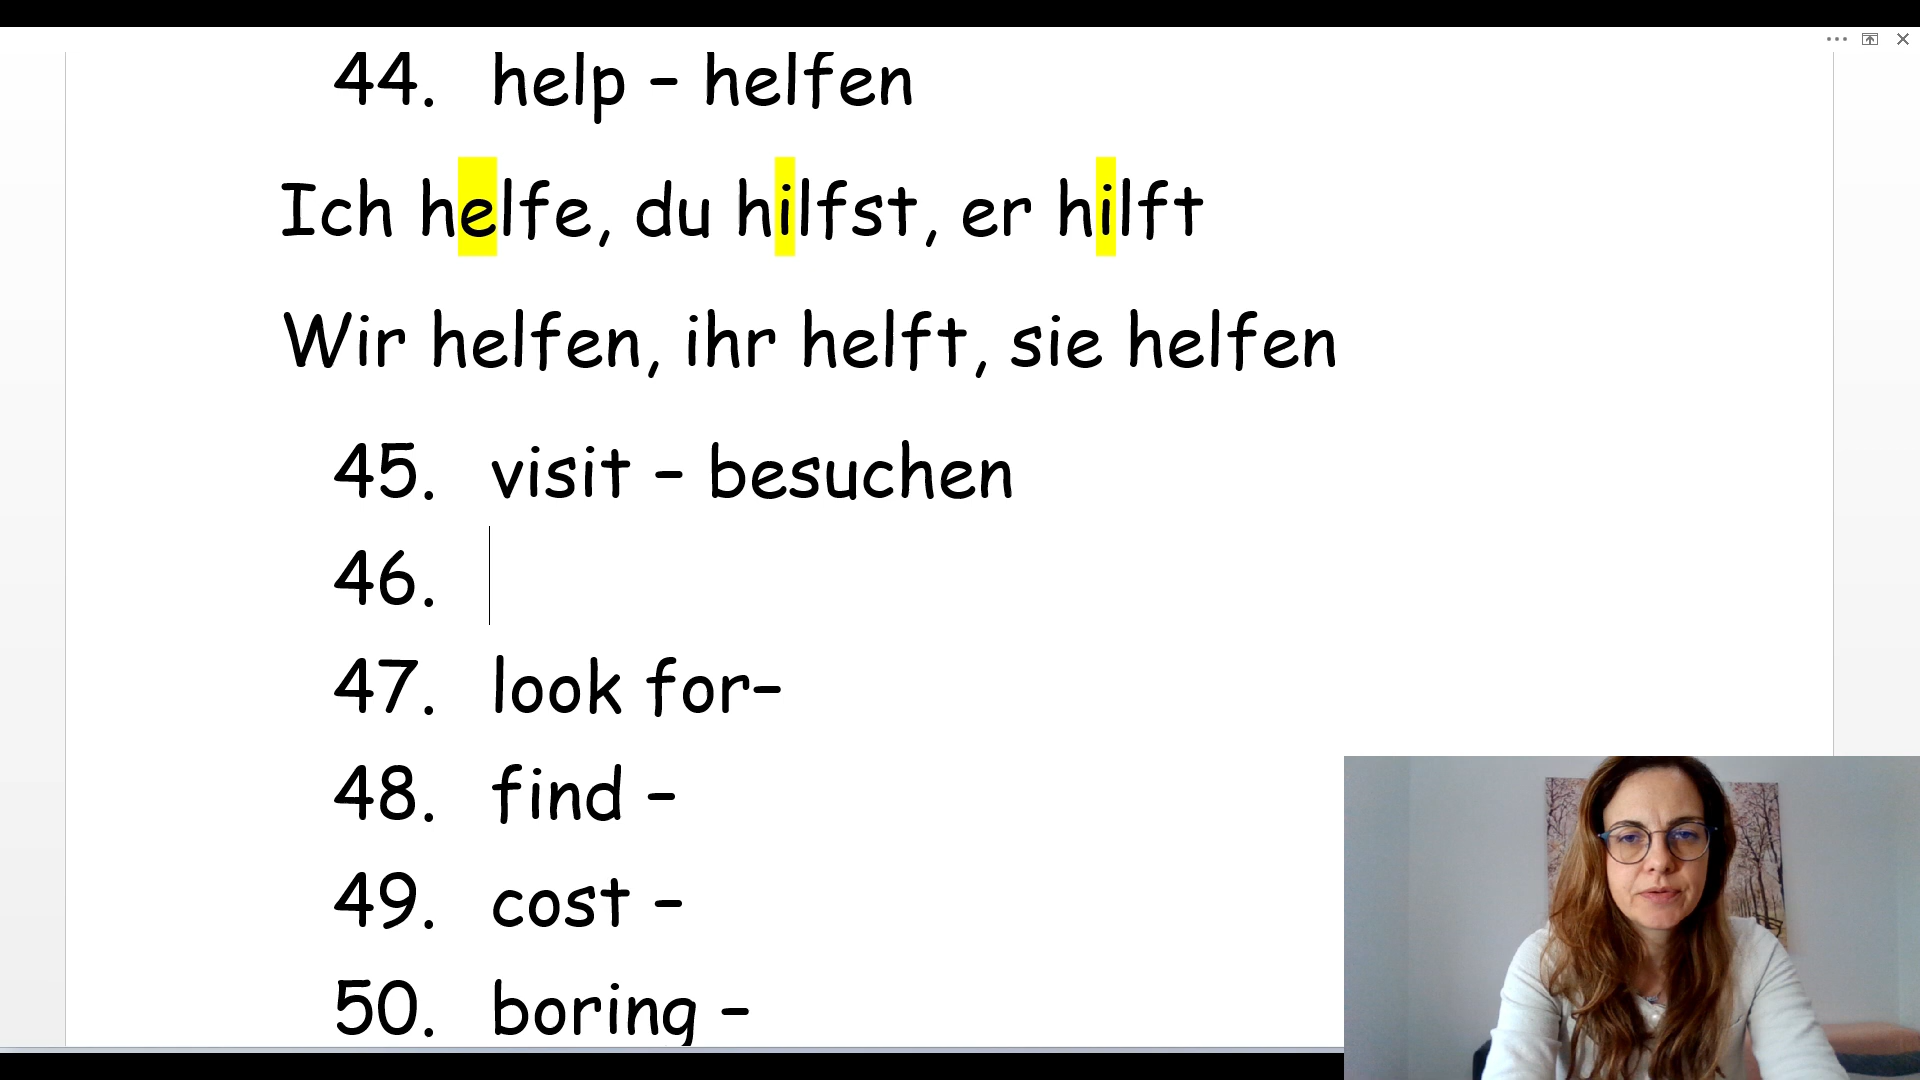 44. help – helfen
Ich helfe, du hilfst, er hilft
Wir helfen, ihr helft, sie helfen
45. visit – besuchen
46.
47. look for–
48. find –
49. cost –
50. boring –